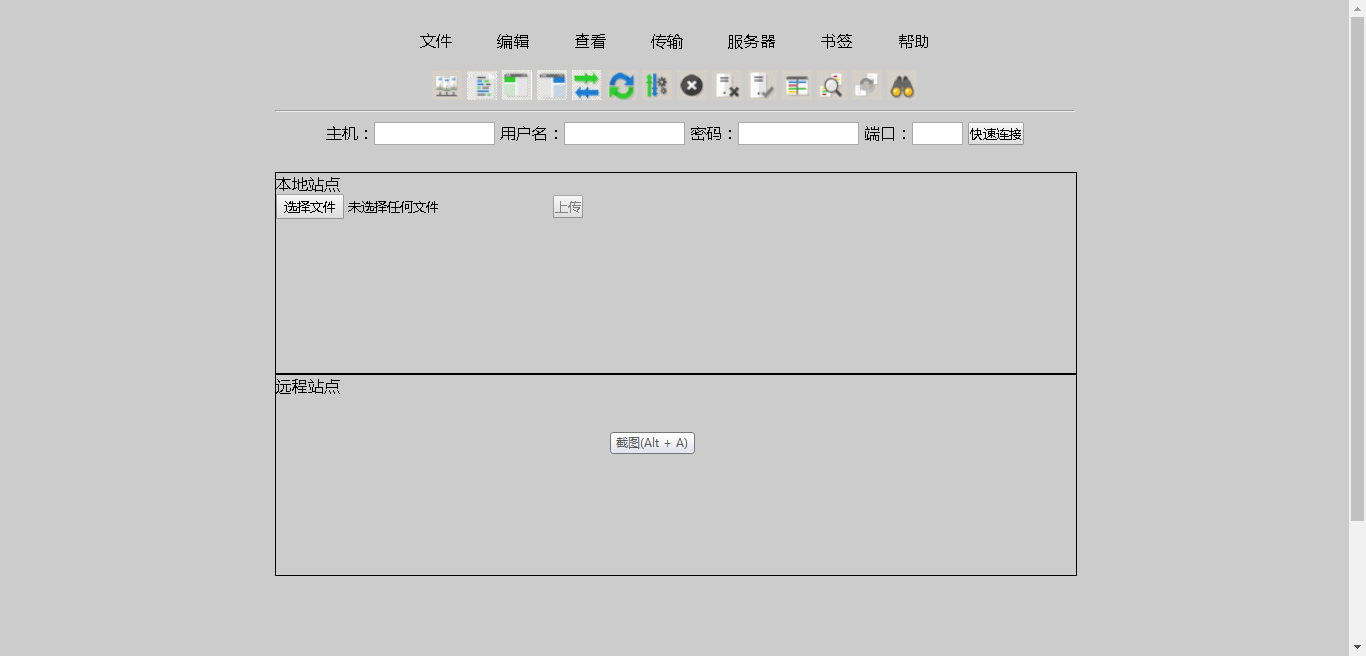 文件 编辑 查看 传输 服务器 书签 帮助
主机： 用户名： 密码： 端口： 快速连接
本地站点
选择文件 未选择任何文件 上传
远程站点
截图(Alt + A)